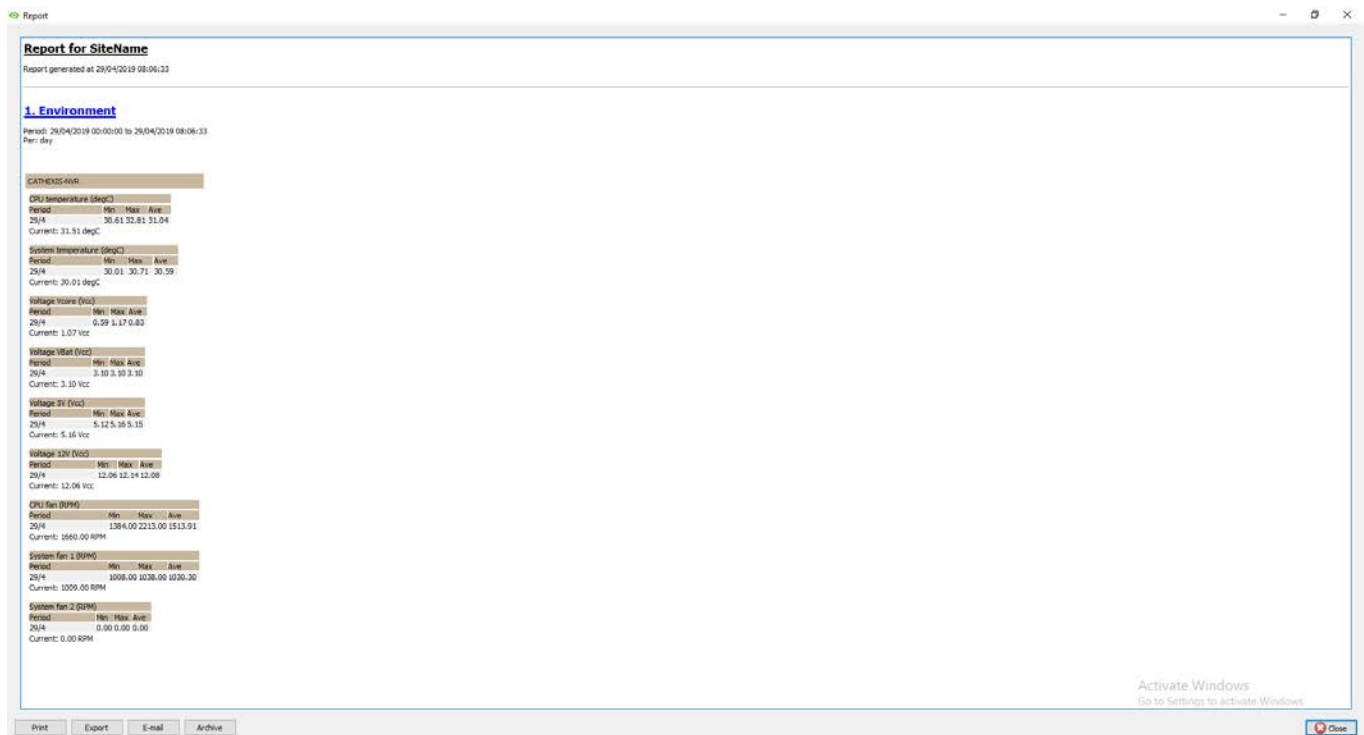 Report
Report for SiteName
Report generated at 29/04/2019 08:06:33
1. Environment
Period: 29/04/2019 00:00:00 to 29/04/2019 08:06:33
Per: day
CATHEXIS-NVR
CPU temperature (degC)
Period Min Max Ave
29/4 30.61 32.81 31.04
Current: 31.51 degC
System temperature (degC)
Period Min Max Ave
29/4 30.01 30.71 30.59
Current: 30.01 degC
Voltage Vcore (Vcc)
Period Min Max Ave
29/4 0.59 1.17 0.83
Current: 1.07 Vcc
Voltage VBat (Vcc)
Period Min Max Ave
29/4 3.10 3.10 3.10
Current: 3.10 Vcc
Voltage 5V (Vcc)
Period Min Max Ave
29/4 5.12 5.16 5.15
Current: 5.16 Vcc
Voltage 12V (Vcc)
Period Min Max Ave
29/4 12.06 12.14 12.08
Current: 12.06 Vcc
CPU fan (RPM)
Period Min Max Ave
29/4 1384.00 2213.00 1513.91
Current: 1660.00 RPM
System fan 1 (RPM)
Period Min Max Ave
29/4 1008.00 1038.00 1030.30
Current: 1009.00 RPM
System fan 2 (RPM)
Period Min Max Ave
29/4 0.00 0.00 0.00
Current: 0.00 RPM
Activate Windows
Go to Settings to activate Windows.
Print Export E-mail Archive Close